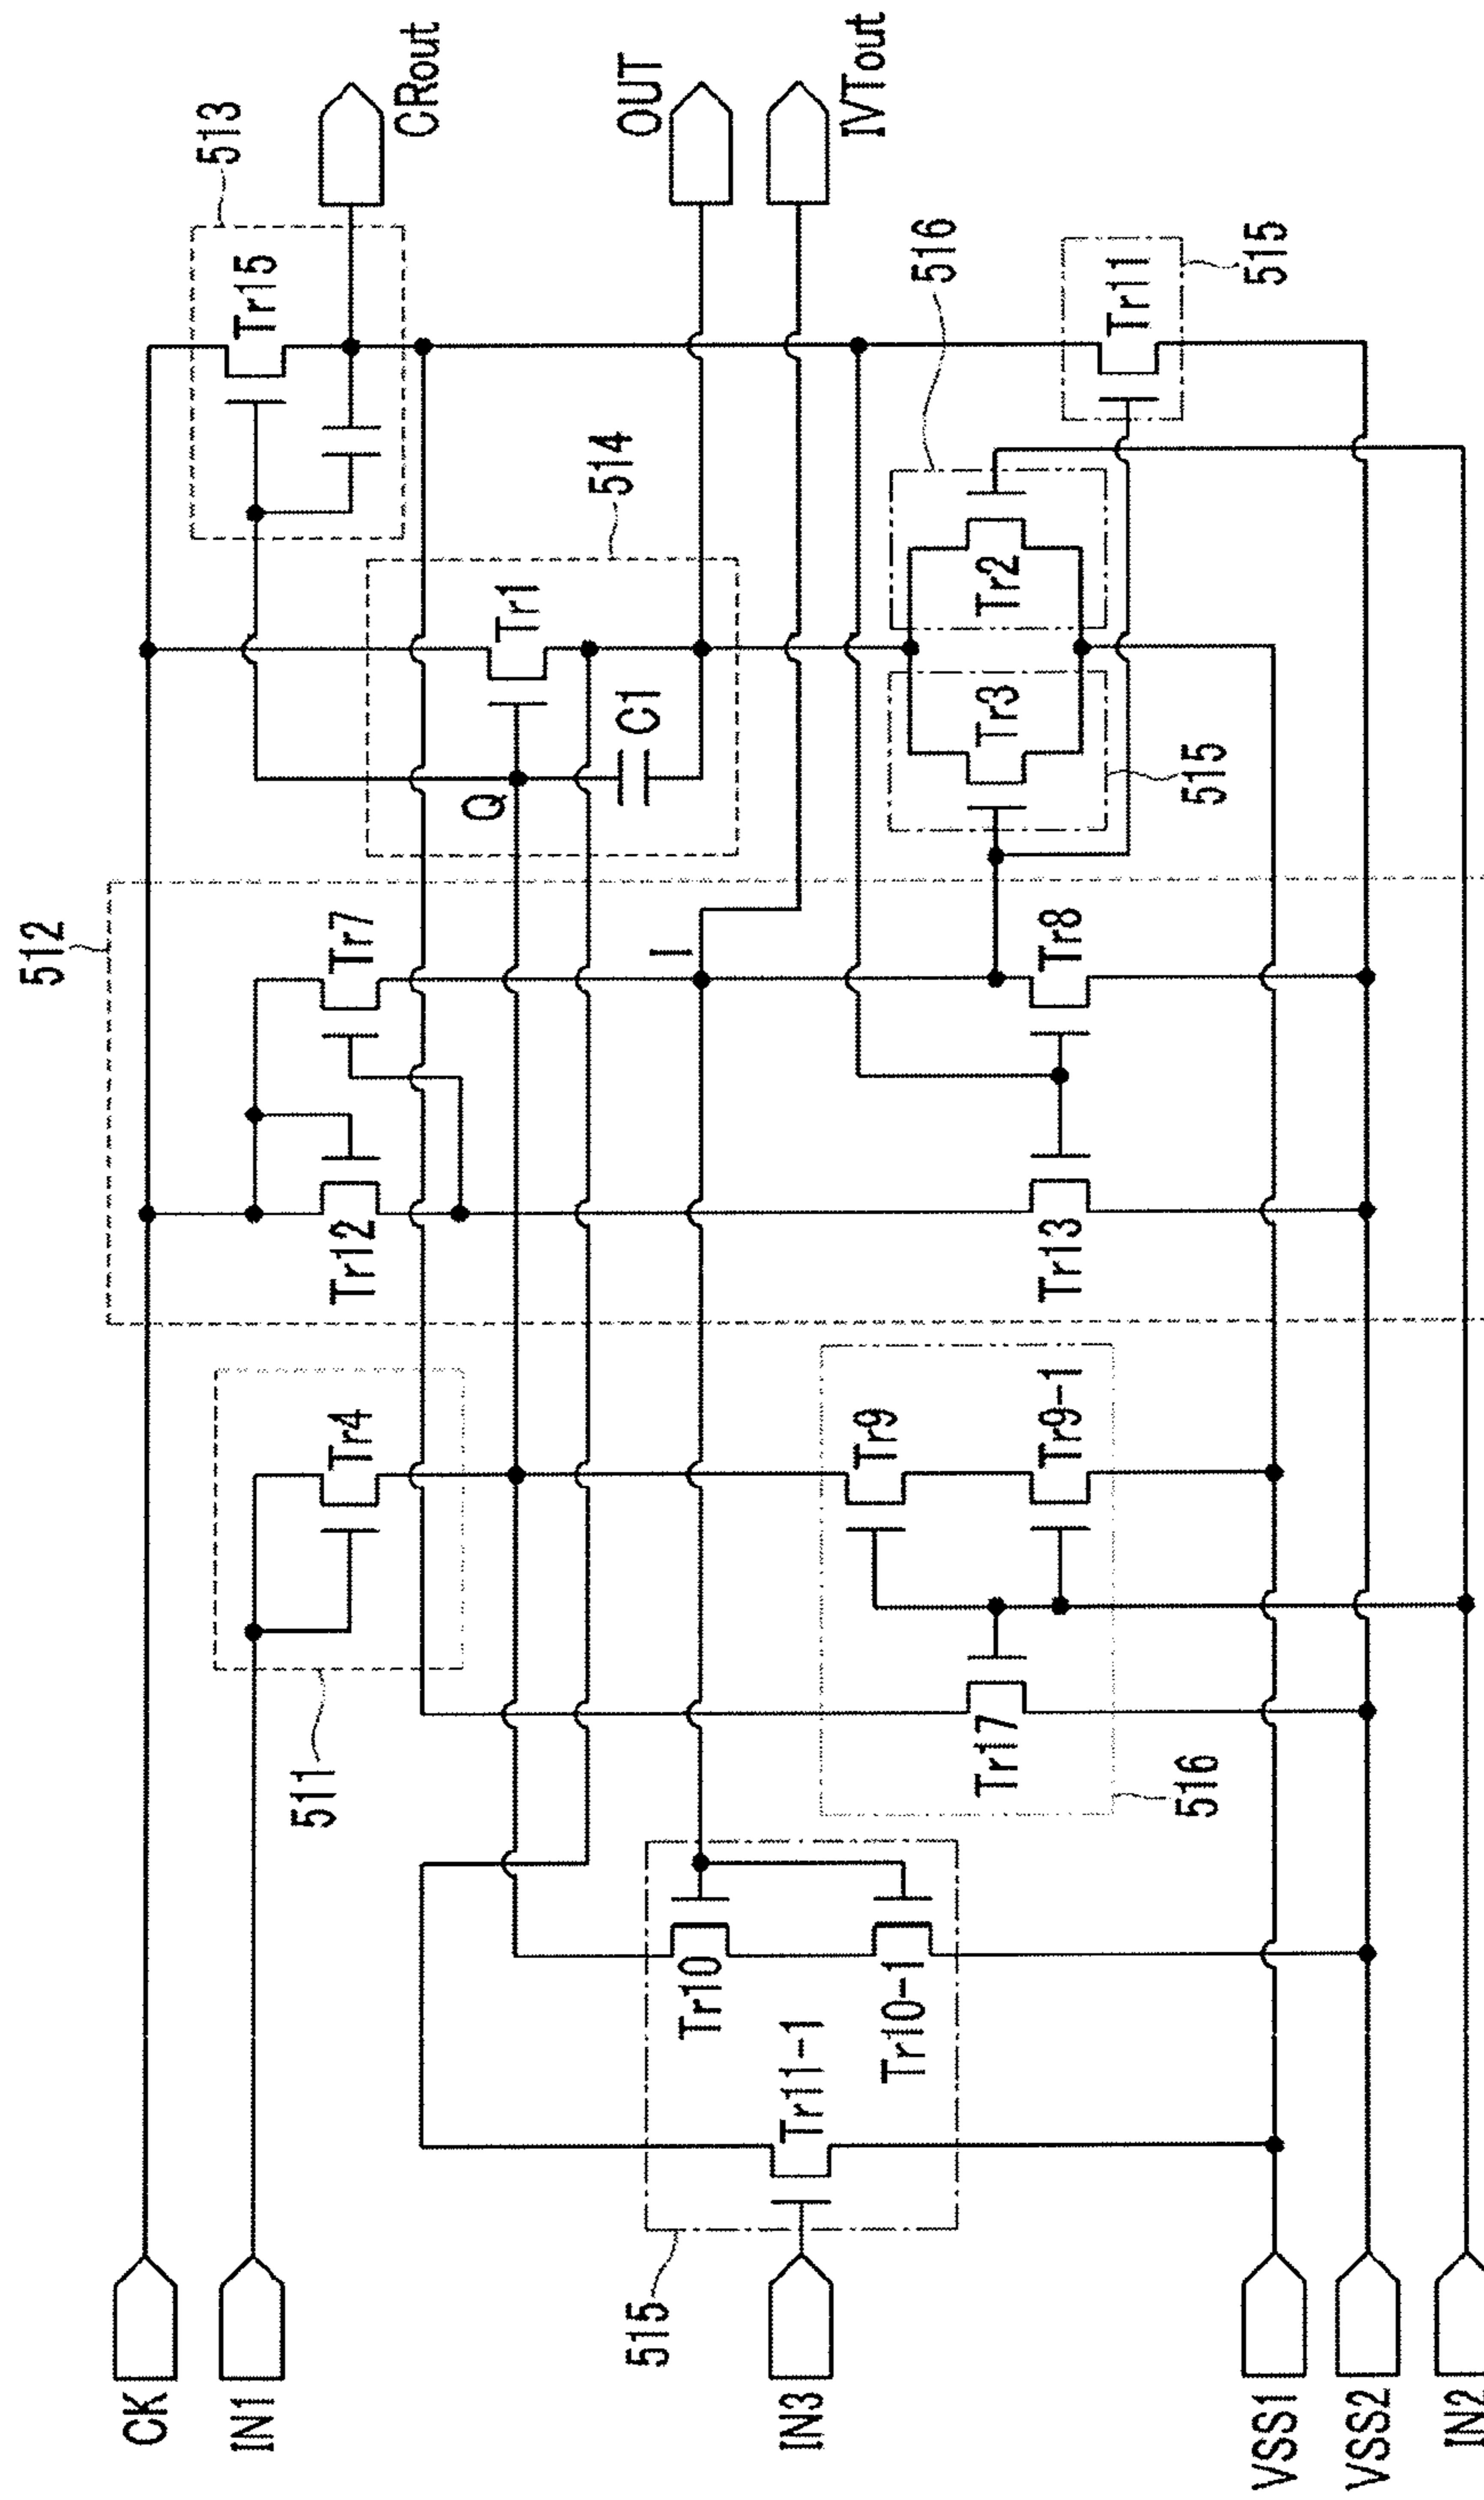 CK
IN1
IN3
VSS1
VSS2
IN2
515
Tr11-1
Tr10
Tr10-1
511
Tr4
Tr17
516
Tr9
Tr9-1
512
Tr12
Tr7
Tr13
Tr8
I
Q
C1
Tr1
514
Tr3
515
Tr2
516
513
Tr15
Tr11
515
CRout
OUT
IVTout